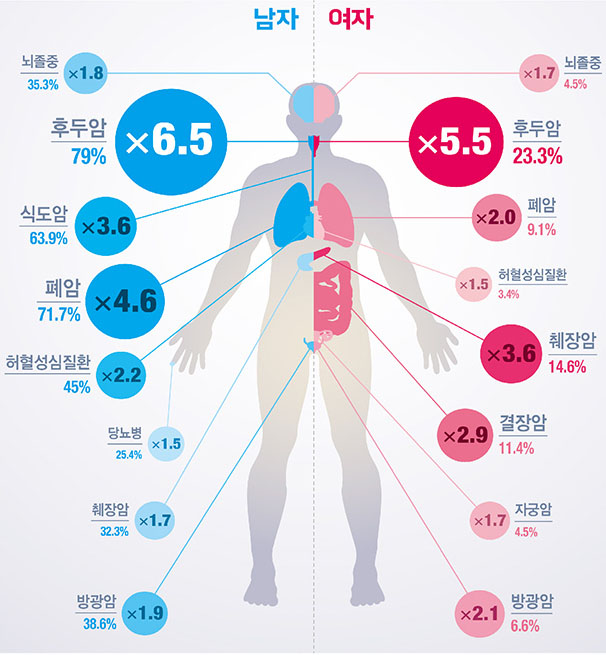 남자
여자
뇌졸중
35.3%
×1.8
후두암
79%
×6.5
식도암
63.9%
×3.6
폐암
71.7%
×4.6
허혈성심질환
45%
×2.2
당뇨병
25.4%
×1.5
췌장암
32.3%
×1.7
방광암
38.6%
×1.9
×1.7
뇌졸중
4.5%
×5.5
후두암
23.3%
×2.0
폐암
9.1%
×1.5
허혈성심질환
3.4%
×3.6
췌장암
14.6%
×2.9
결장암
11.4%
×1.7
자궁암
4.5%
×2.1
방광암
6.6%